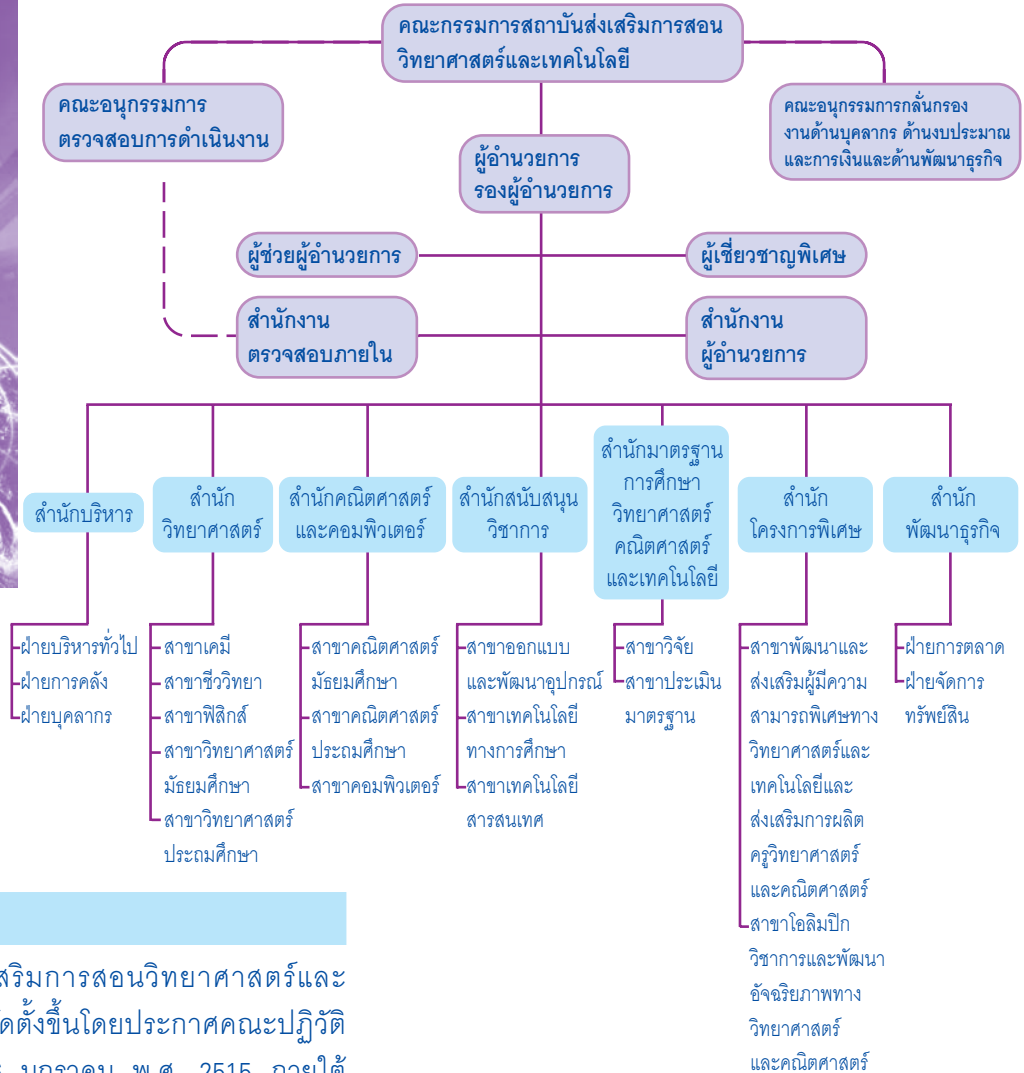 คณะกรรมการสถาบันส่งเสริมการสอน
วิทยาศาสตร์และเทคโนโลยี
คณะอนุกรรมการ
ตรวจสอบการดำเนินงาน
คณะอนุกรรมการกลั่นกรอง
งานด้านบุคลากร ด้านงบประมาณ
และการเงินและด้านพัฒนาธุรกิจ
ผู้อำนวยการ
รองผู้อำนวยการ
ผู้ช่วยผู้อำนวยการ
ผู้เชี่ยวชาญพิเศษ
สำนักงาน
ตรวจสอบภายใน
สำนักงาน
ผู้อำนวยการ
สำนักบริหาร
สำนัก
วิทยาศาสตร์
สำนักคณิตศาสตร์
และคอมพิวเตอร์
สำนักสนับสนุน
วิชาการ
สำนักมาตรฐาน
การศึกษา
วิทยาศาสตร์
คณิตศาสตร์
และเทคโนโลยี
สำนัก
โครงการพิเศษ
สำนัก
พัฒนาธุรกิจ
ฝ่ายบริหารทั่วไป
ฝ่ายการคลัง
ฝ่ายบุคลากร
สาขาเคมี
สาขาชีววิทยา
สาขาฟิสิกส์
สาขาวิทยาศาสตร์
มัธยมศึกษา
สาขาวิทยาศาสตร์
ประถมศึกษา
สาขาคณิตศาสตร์
มัธยมศึกษา
สาขาคณิตศาสตร์
ประถมศึกษา
สาขาคอมพิวเตอร์
สาขาออกแบบ
และพัฒนาอุปกรณ์
สาขาเทคโนโลยี
ทางการศึกษา
สาขาเทคโนโลยี
สารสนเทศ
สาขาวิจัย
สาขาประเมิน
มาตรฐาน
สาขาพัฒนาและ
ส่งเสริมผู้มีความ
สามารถพิเศษทาง
วิทยาศาสตร์และ
เทคโนโลยีและ
ส่งเสริมการผลิต
ครูวิทยาศาสตร์
และคณิตศาสตร์
สาขาโอลิมปิก
วิชาการและพัฒนา
อัจฉริยภาพทาง
วิทยาศาสตร์
และคณิตศาสตร์
ฝ่ายการตลาด
ฝ่ายจัดการ
ทรัพย์สิน
เสริมการสอนวิทยาศาสตร์และ
ัดตั้งขึ้นโดยประกาศคณะปฏิวัติ
มกราคม พ.ศ. 2515 ภายใต้